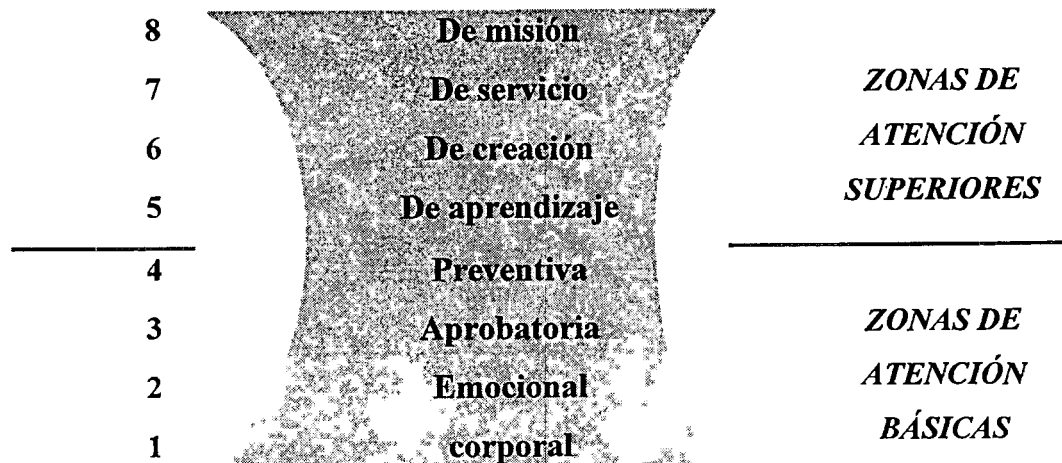 8 De misión
7 De servicio ZONAS DE
6 De creación ATENCIÓN
5 De aprendizaje SUPERIORES
4 Preventiva
3 Aprobatoria ZONAS DE
2 Emocional ATENCIÓN
1 corporal BÁSICAS